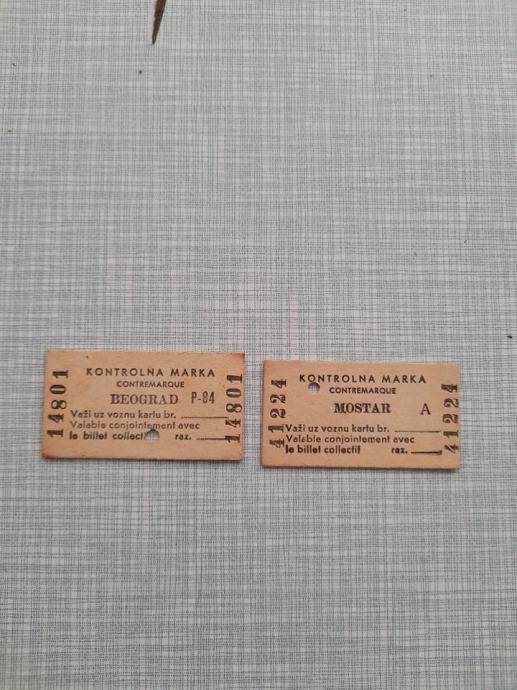 14801
KONTROLNA MARKA
CONTREMARQUE
BEOGRAD P-84
Važi uz voznu kartu br.
Valable conjointement avec
le billet collectif raz.
14801
41224
KONTROLNA MARKA
CONTREMARQUE
MOSTAR A
Važi uz voznu kartu br.
Valable conjointement avec
le billet collectif raz.
41224